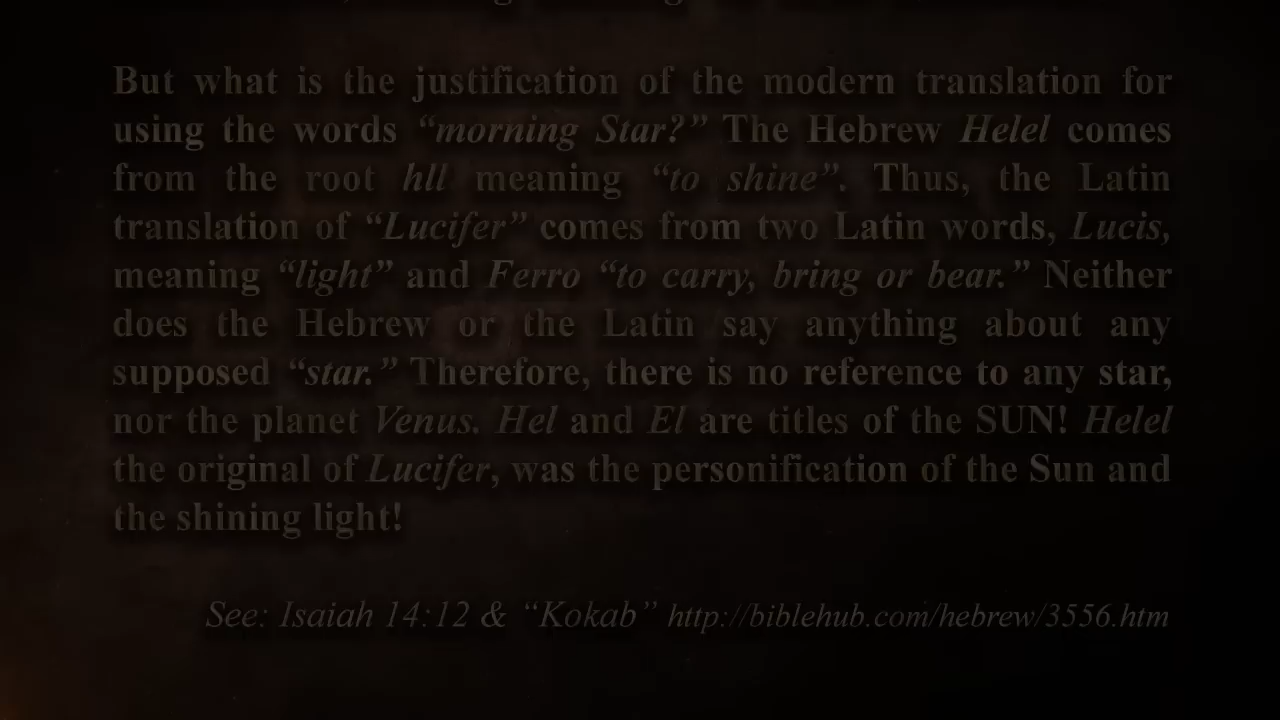 But what is the justification of the modern translation for
using the words “morning Star?” The Hebrew Helel comes
from the root hll meaning “to shine”. Thus, the Latin
translation of “Lucifer” comes from two Latin words, Lucis,
meaning “light” and Ferro “to carry, bring or bear.” Neither
does the Hebrew or the Latin say anything about any
supposed “star.” Therefore, there is no reference to any star,
nor the planet Venus. Hel and El are titles of the SUN! Helel
the original of Lucifer, was the personification of the Sun and
the shining light!
See: Isaiah 14:12 & “Kokab” http://biblehub.com/hebrew/3556.htm